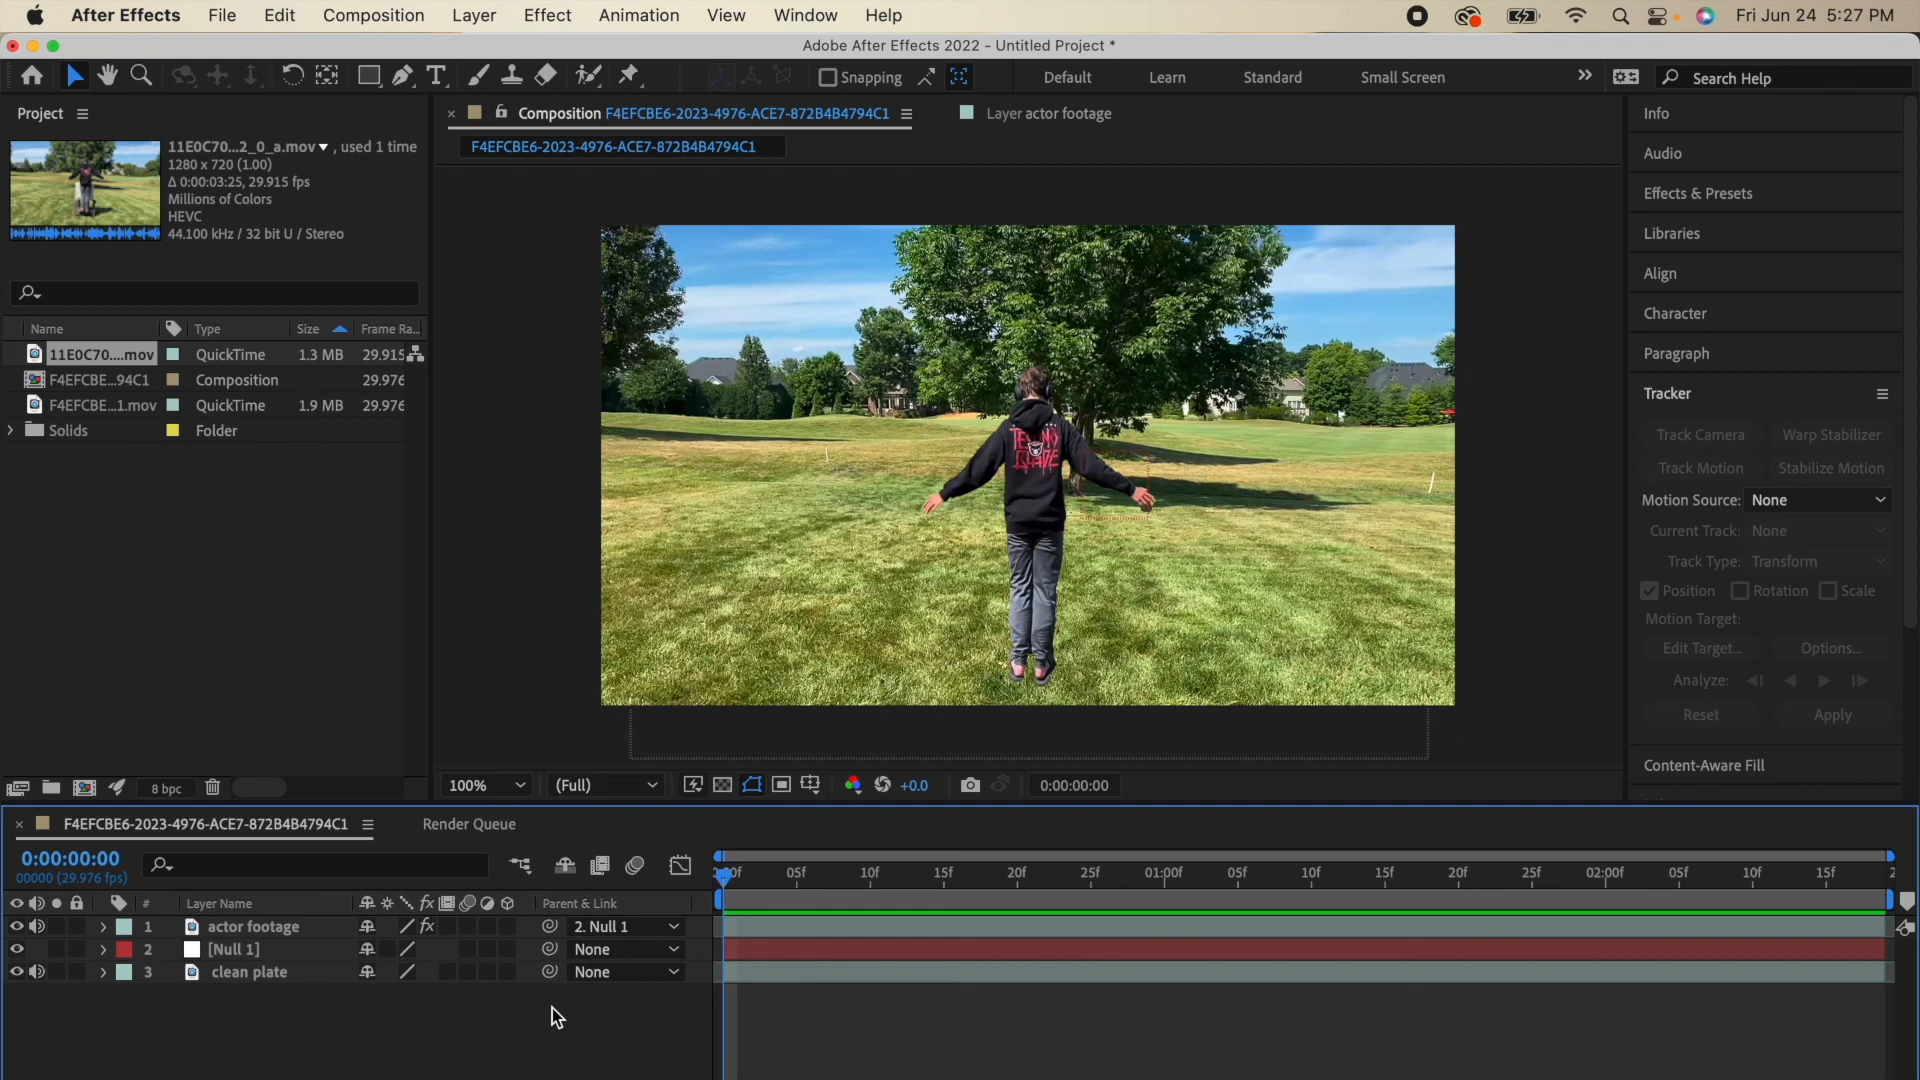 After Effects File Edit Composition Layer Effect Animation View Window Help Fri Jun 24 5:27 PM
Adobe After Effects 2022 - Untitled Project *
Snapping Default Learn Standard Small Screen Search Help
Project
11E0C70...2_0_a.mov , used 1 time
1280 x 720 (1.00)
Δ 0:00:03:25, 29.915 fps
Millions of Colors
HEVC
44.100 kHz / 32 bit U / Stereo
Name Type Size Frame Ra...
11E0C70....mov QuickTime 1.3 MB 29.915
F4EFCBE...94C1 Composition 29.976
F4EFCBE...1.mov QuickTime 1.9 MB 29.976
Solids Folder
8 bpc
Composition F4EFCBE6-2023-4976-ACE7-872B4B4794C1 Layer actor footage
F4EFCBE6-2023-4976-ACE7-872B4B4794C1
TECHNO
BLADE
100% (Full) +0.0 0:00:00:00
Info
Audio
Effects & Presets
Libraries
Align
Character
Paragraph
Tracker
Track Camera Warp Stabilizer
Track Motion Stabilize Motion
Motion Source: None
Current Track: None
Track Type: Transform
Position Rotation Scale
Motion Target:
Edit Target... Options...
Analyze:
Reset Apply
Content-Aware Fill
F4EFCBE6-2023-4976-ACE7-872B4B4794C1 Render Queue
0:00:00:00
00000 (29.976 fps)
05f 10f 15f 20f 25f 01:00f 05f 10f 15f 20f 25f 02:00f 05f 10f 15f
# Layer Name fx Parent & Link
1 actor footage fx 2. Null 1
2 [Null 1] None
3 clean plate None